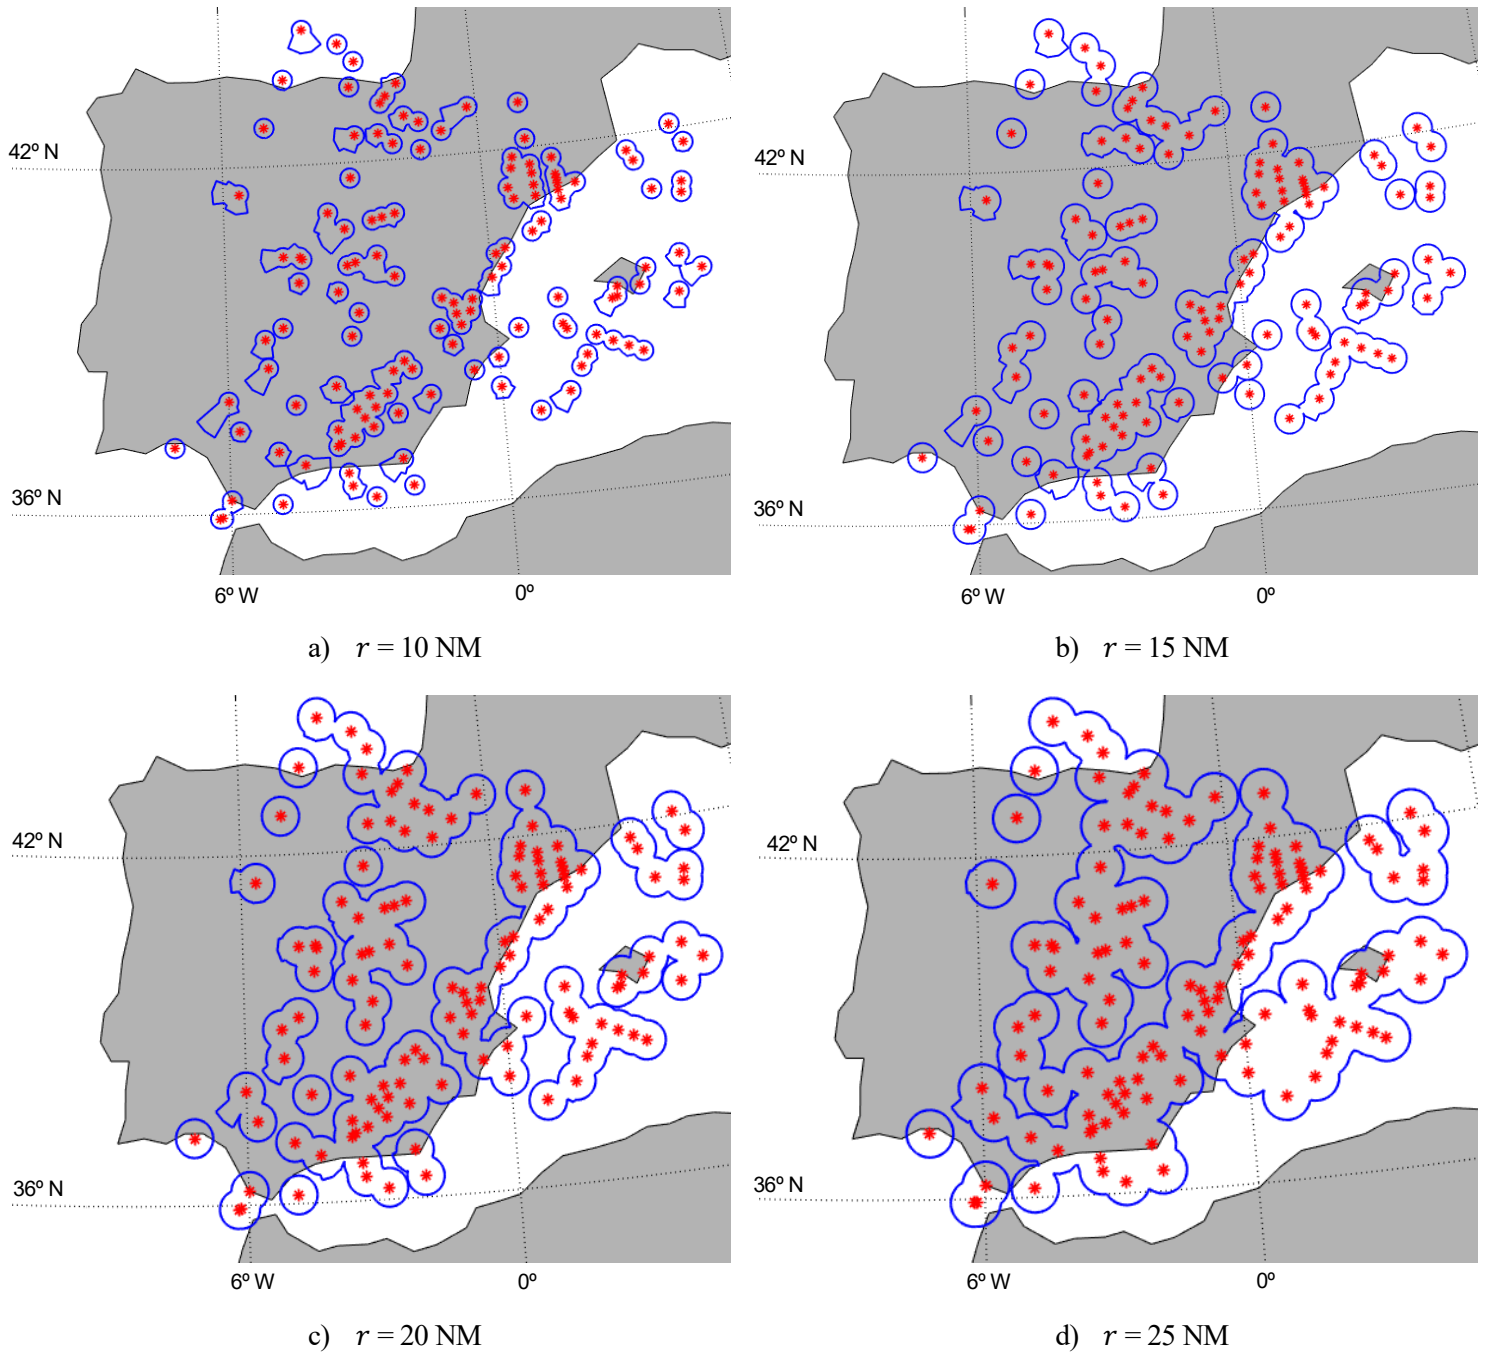 42º N
36º N
6º W
0º
a) r = 10 NM
42º N
36º N
6º W
0º
b) r = 15 NM
42º N
36º N
6º W
0º
c) r = 20 NM
42º N
36º N
6º W
0º
d) r = 25 NM